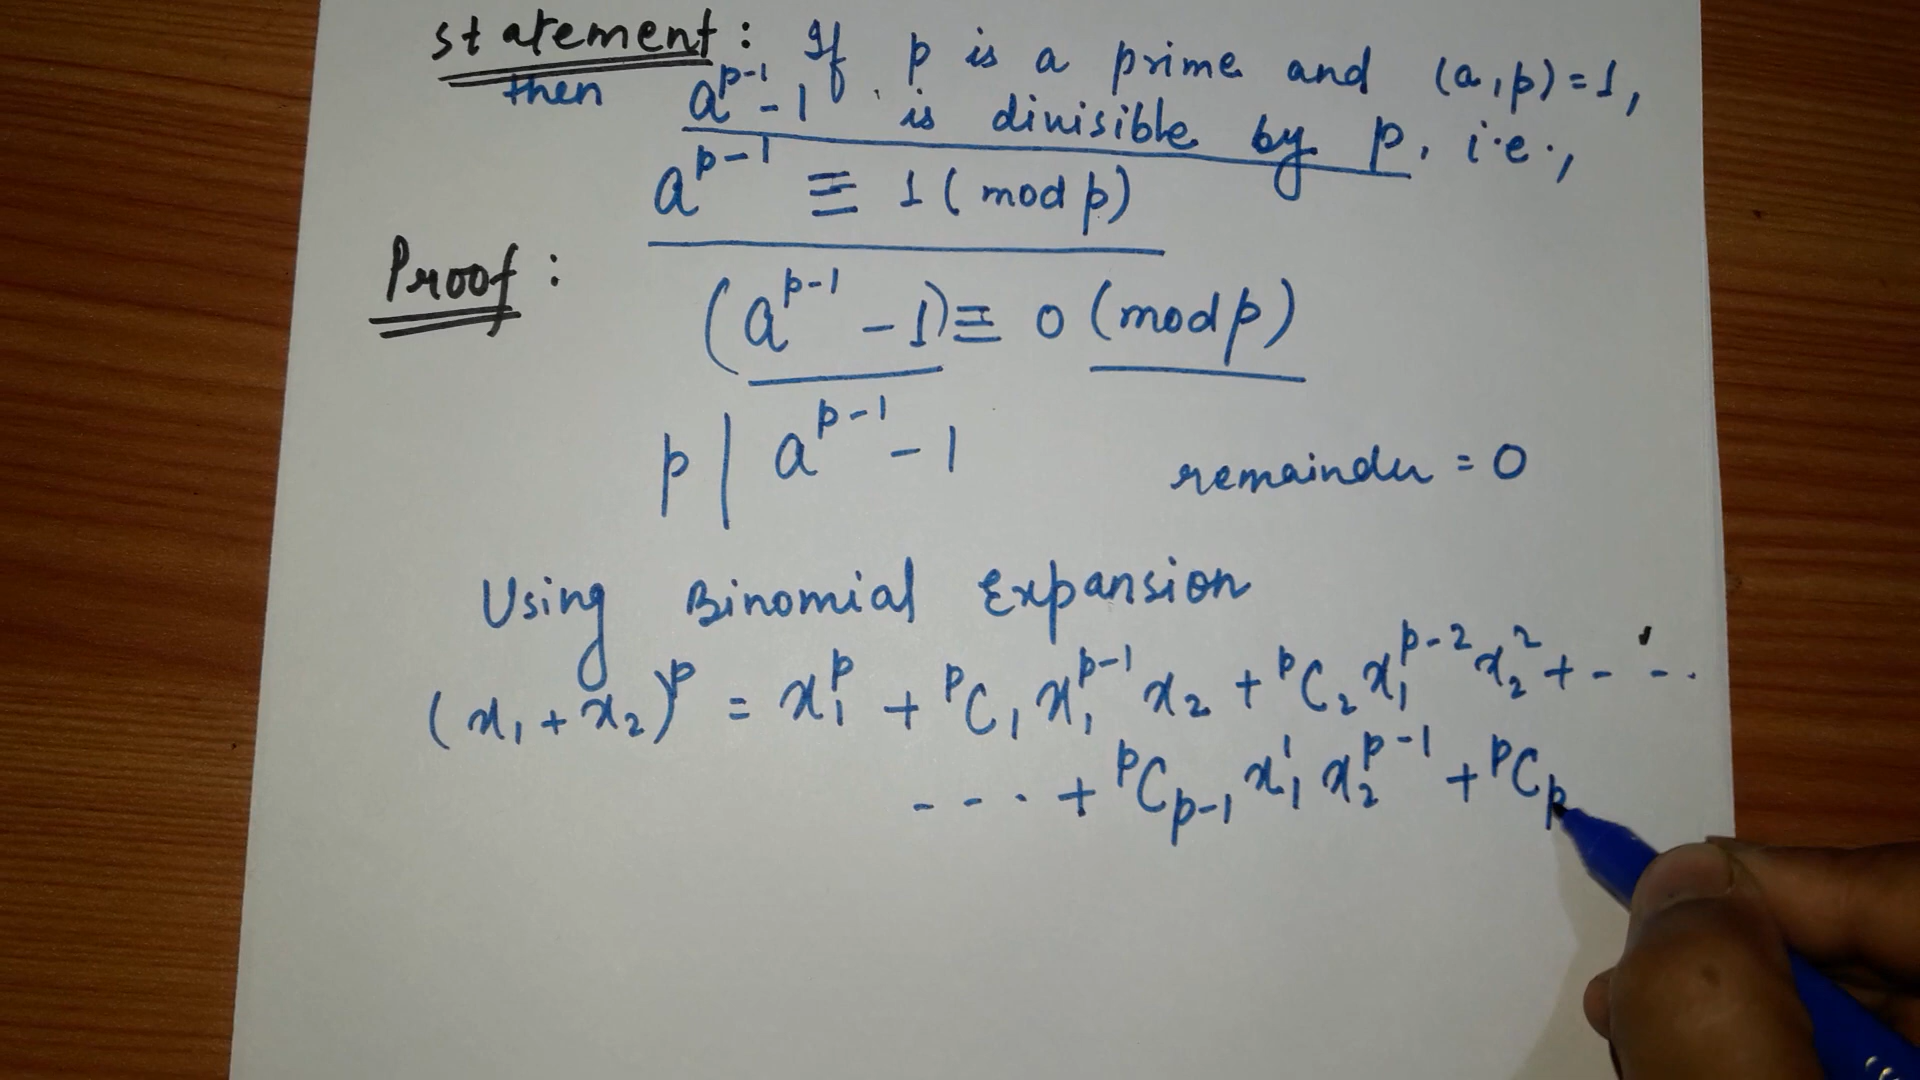 statement: If p is a prime and (a,p)=1,
then a^{p-1}-1 is divisible by p, i.e.,
a^{p-1} ≡ 1 (mod p)
Proof:
(a^{p-1} - 1) ≡ 0 (mod p)
p | a^{p-1} - 1 remainder = 0
Using Binomial Expansion
(x₁ + x₂)^p = x₁^p + ^pC₁ x₁^{p-1} x₂ + ^pC₂ x₁^{p-2} x₂² + - - - .
- - - . + ^pC_{p-1} x₁¹ x₂^{p-1} + ^pC_p